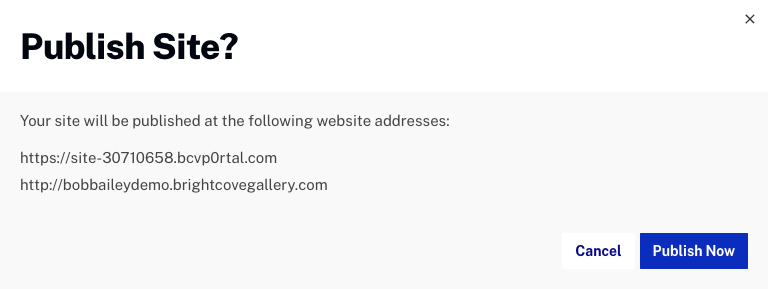 Publish Site?
Your site will be published at the following website addresses:
https://site-30710658.bcvp0rtal.com
http://bobbaileydemo.brightcovegallery.com
Cancel Publish Now